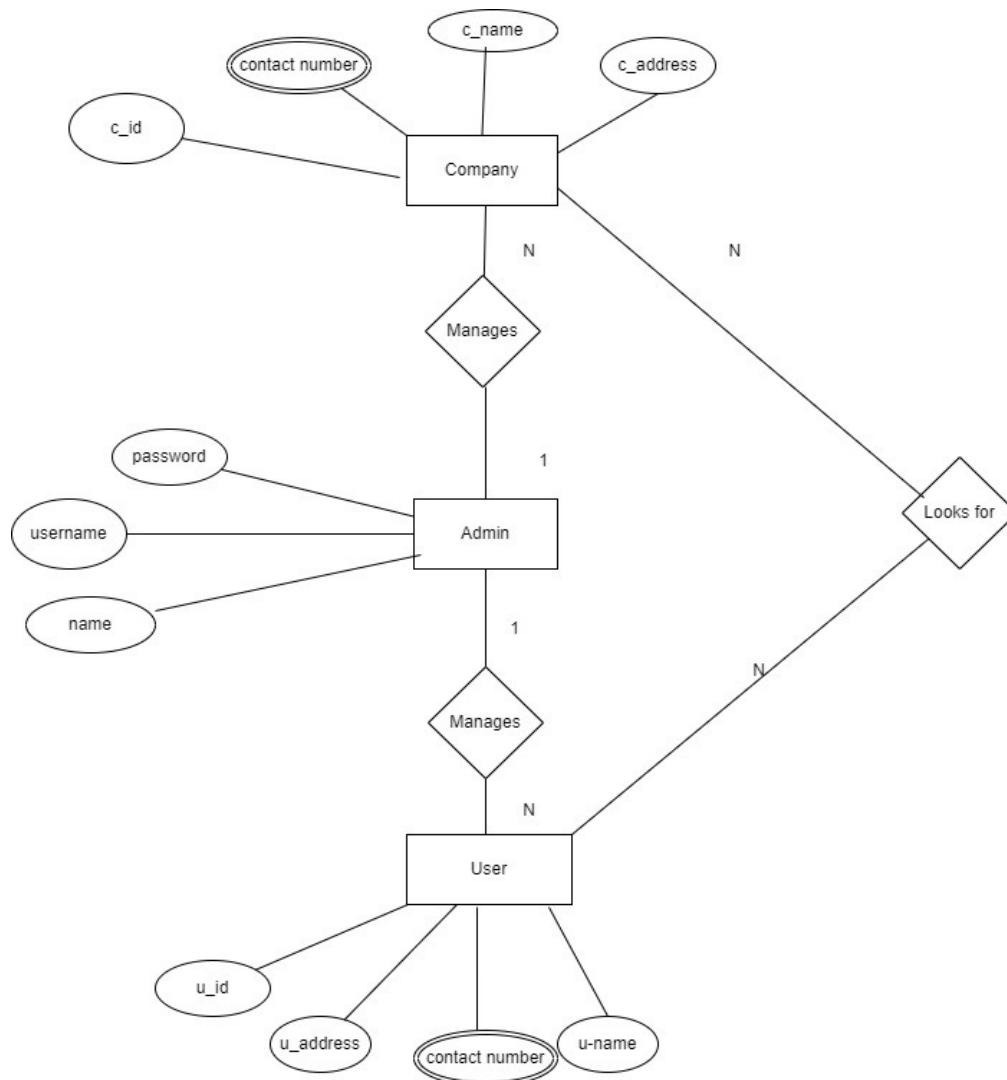 c_name
contact number
c_address
c_id
Company
N
N
Manages
password
1
username
Admin
Looks for
name
1
N
Manages
N
User
u_id
u_address
contact number
u-name